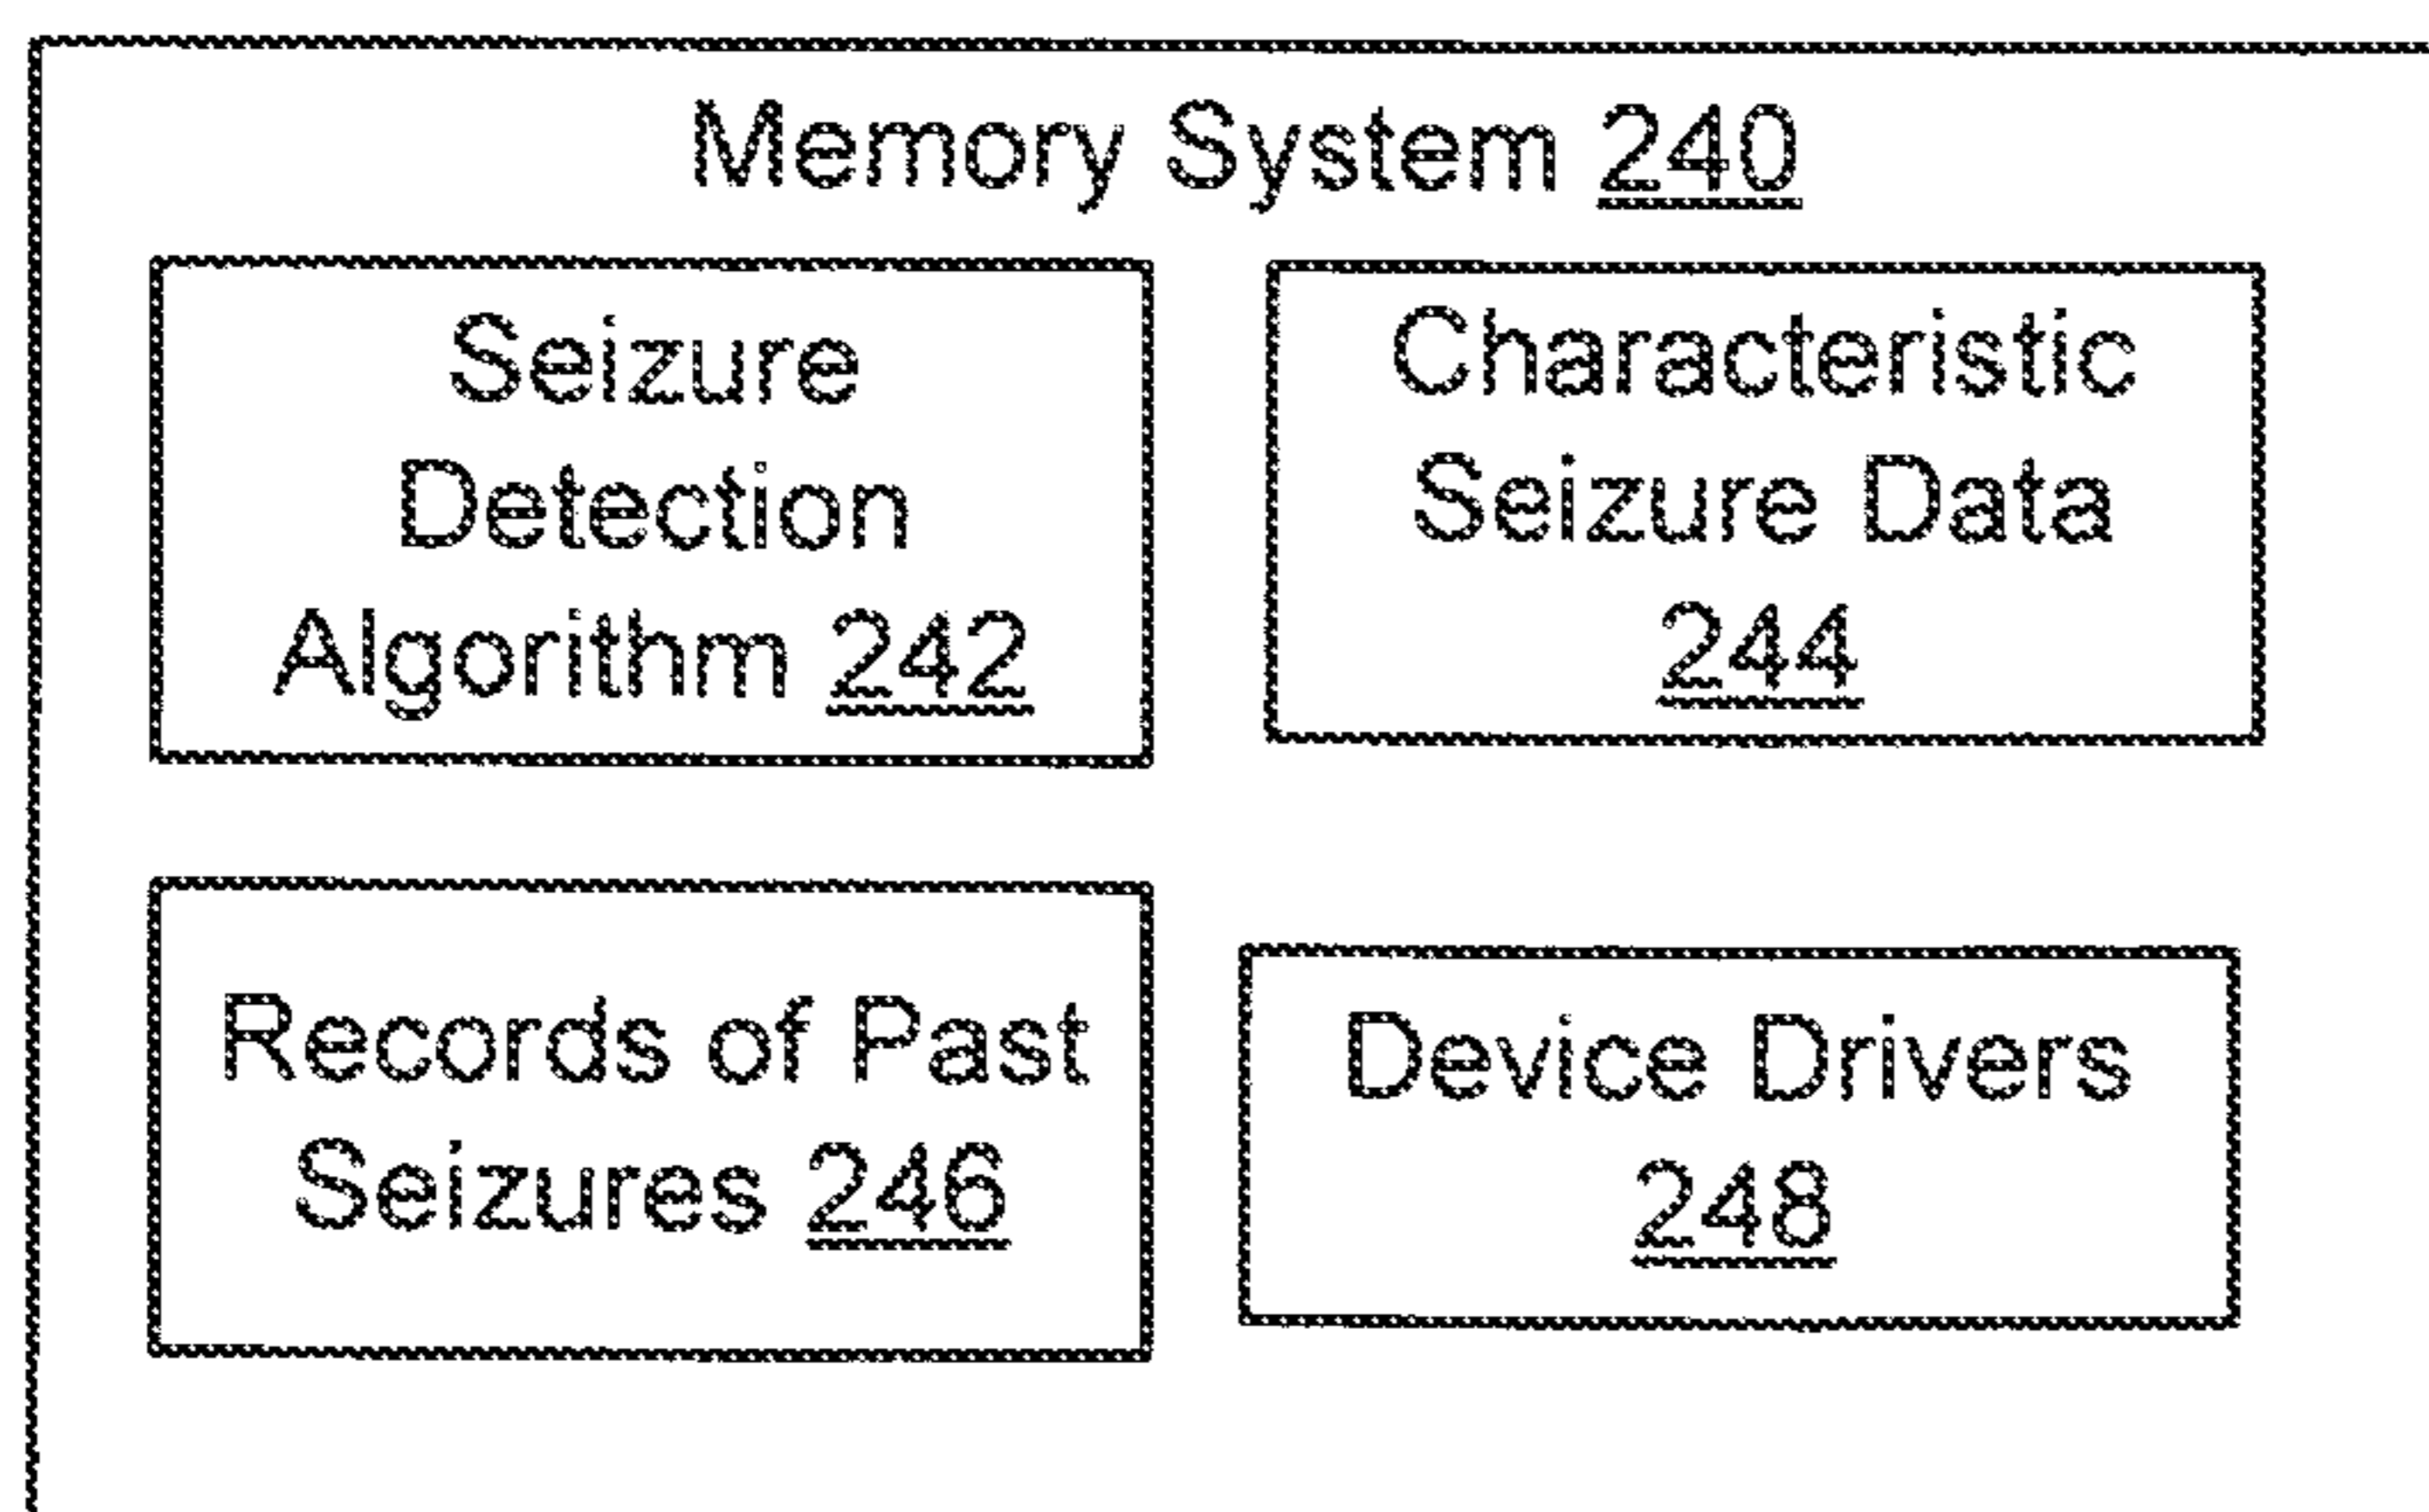 Memory System 240
Seizure
Detection
Algorithm 242
Characteristic
Seizure Data
244
Records of Past
Seizures 246
Device Drivers
248